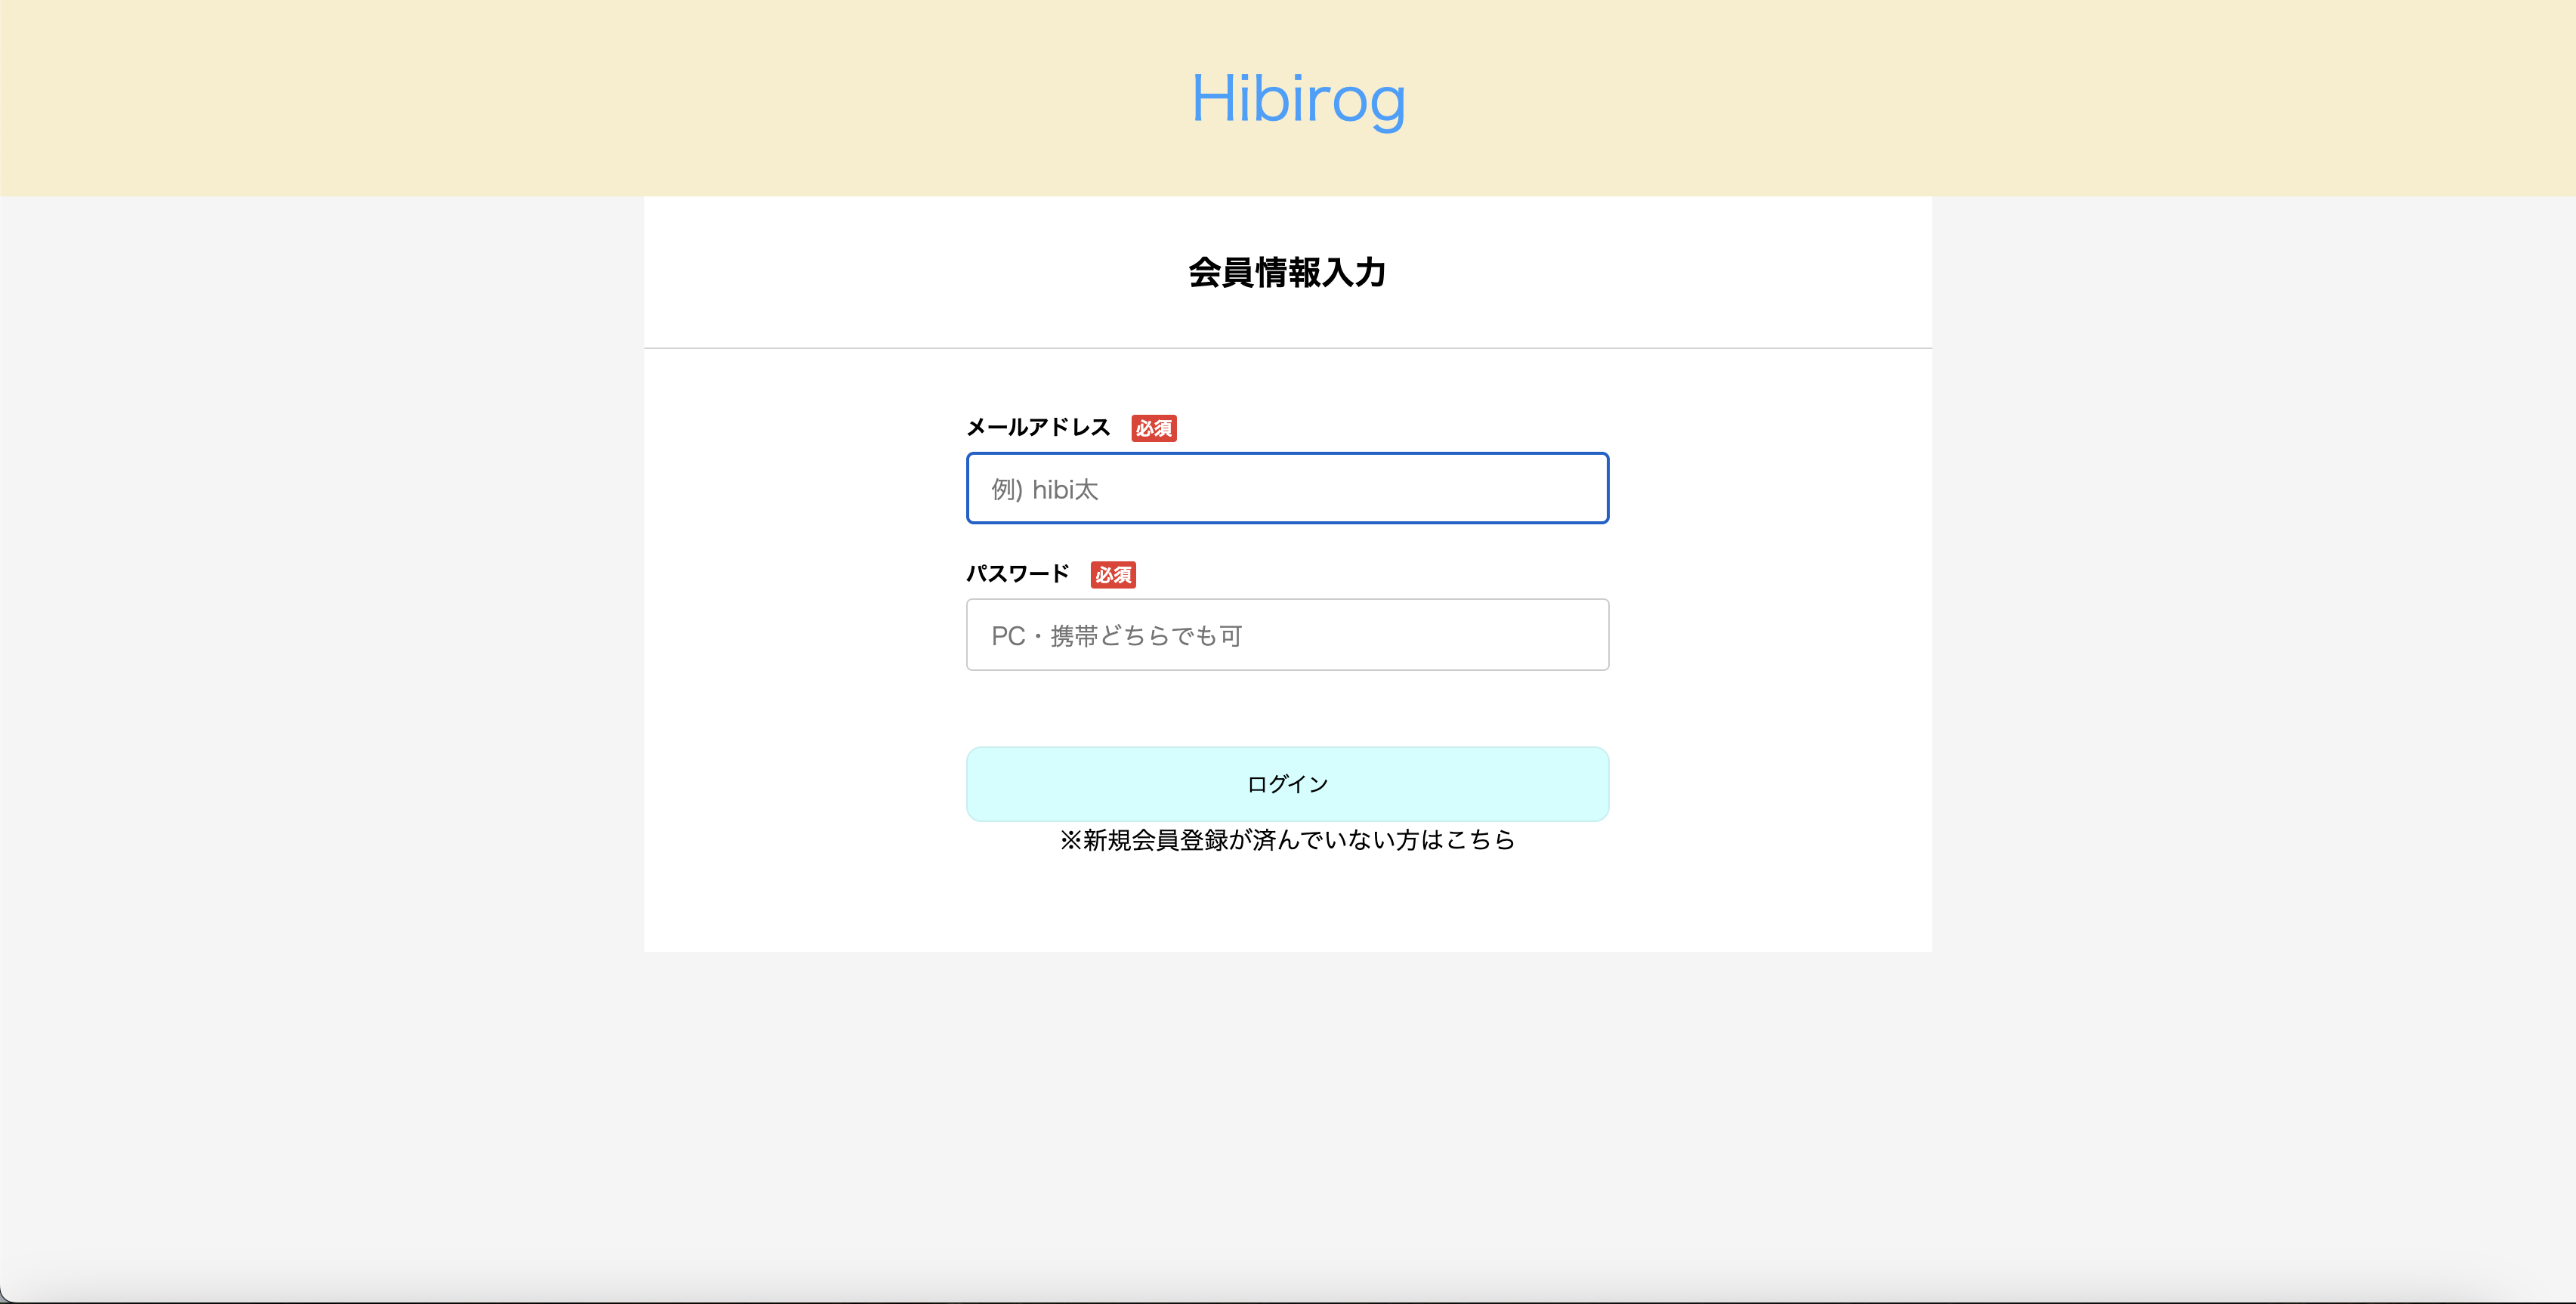 Hibirog
会員情報入力
メールアドレス 必須
例) hibi太
パスワード 必須
PC・携帯どちらでも可
ログイン
※新規会員登録が済んでいない方はこちら